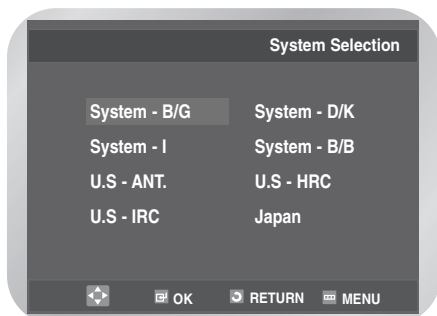 System Selection
System - B/G System - D/K
System - I System - B/B
U.S - ANT. U.S - HRC
U.S - IRC Japan
OK RETURN MENU